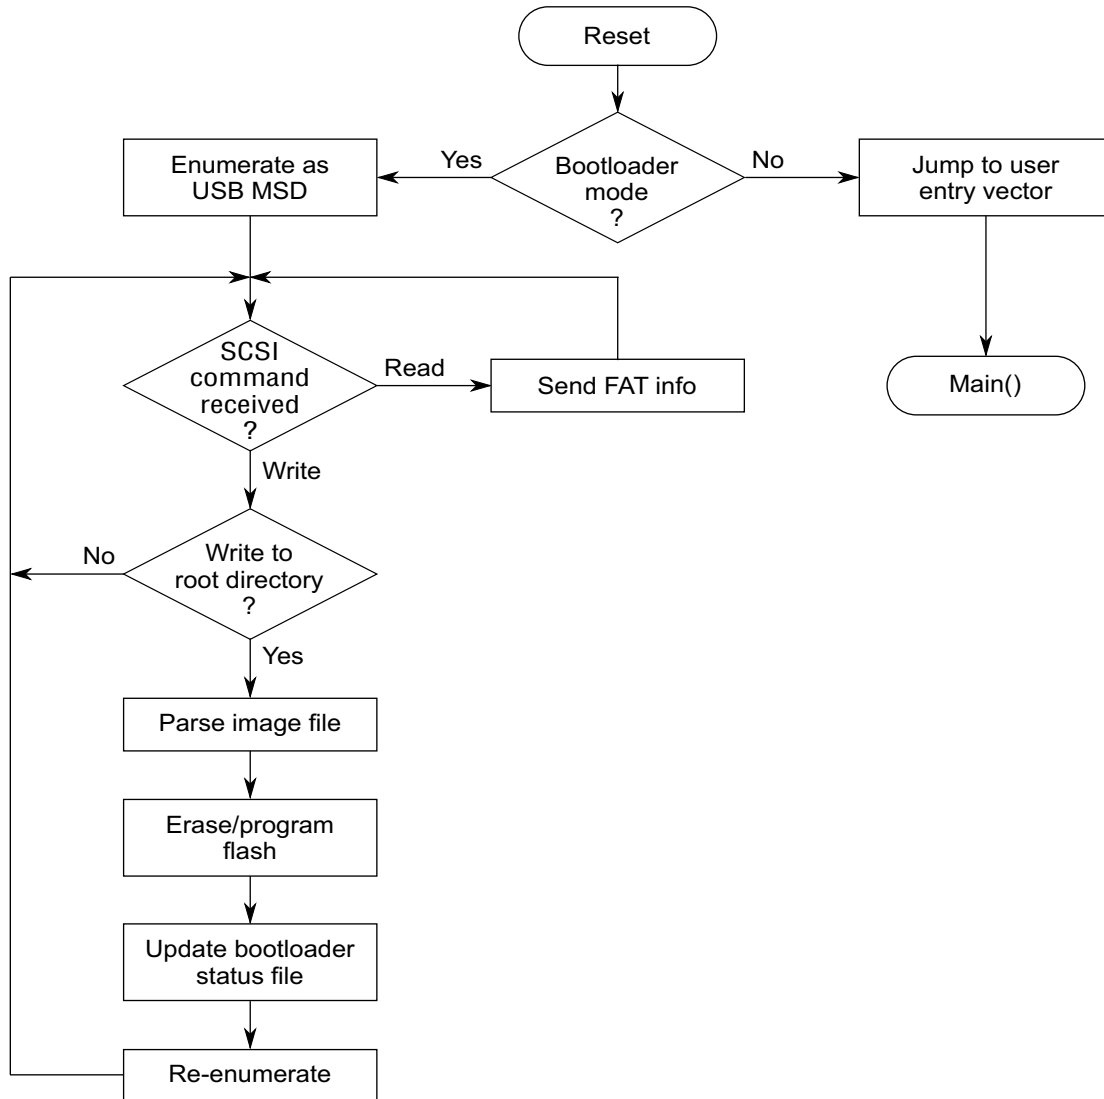 Reset
Bootloader
mode
?
Yes
No
Enumerate as
USB MSD
Jump to user
entry vector
SCSI
command
received
?
Read
Send FAT info
Main()
Write
Write to
root directory
?
No
Yes
Parse image file
Erase/program
flash
Update bootloader
status file
Re-enumerate